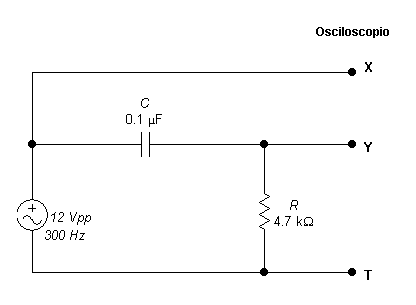 Osciloscopio
X
C
0.1 µF
Y
R
4.7 kΩ
+
12 Vpp
300 Hz
T